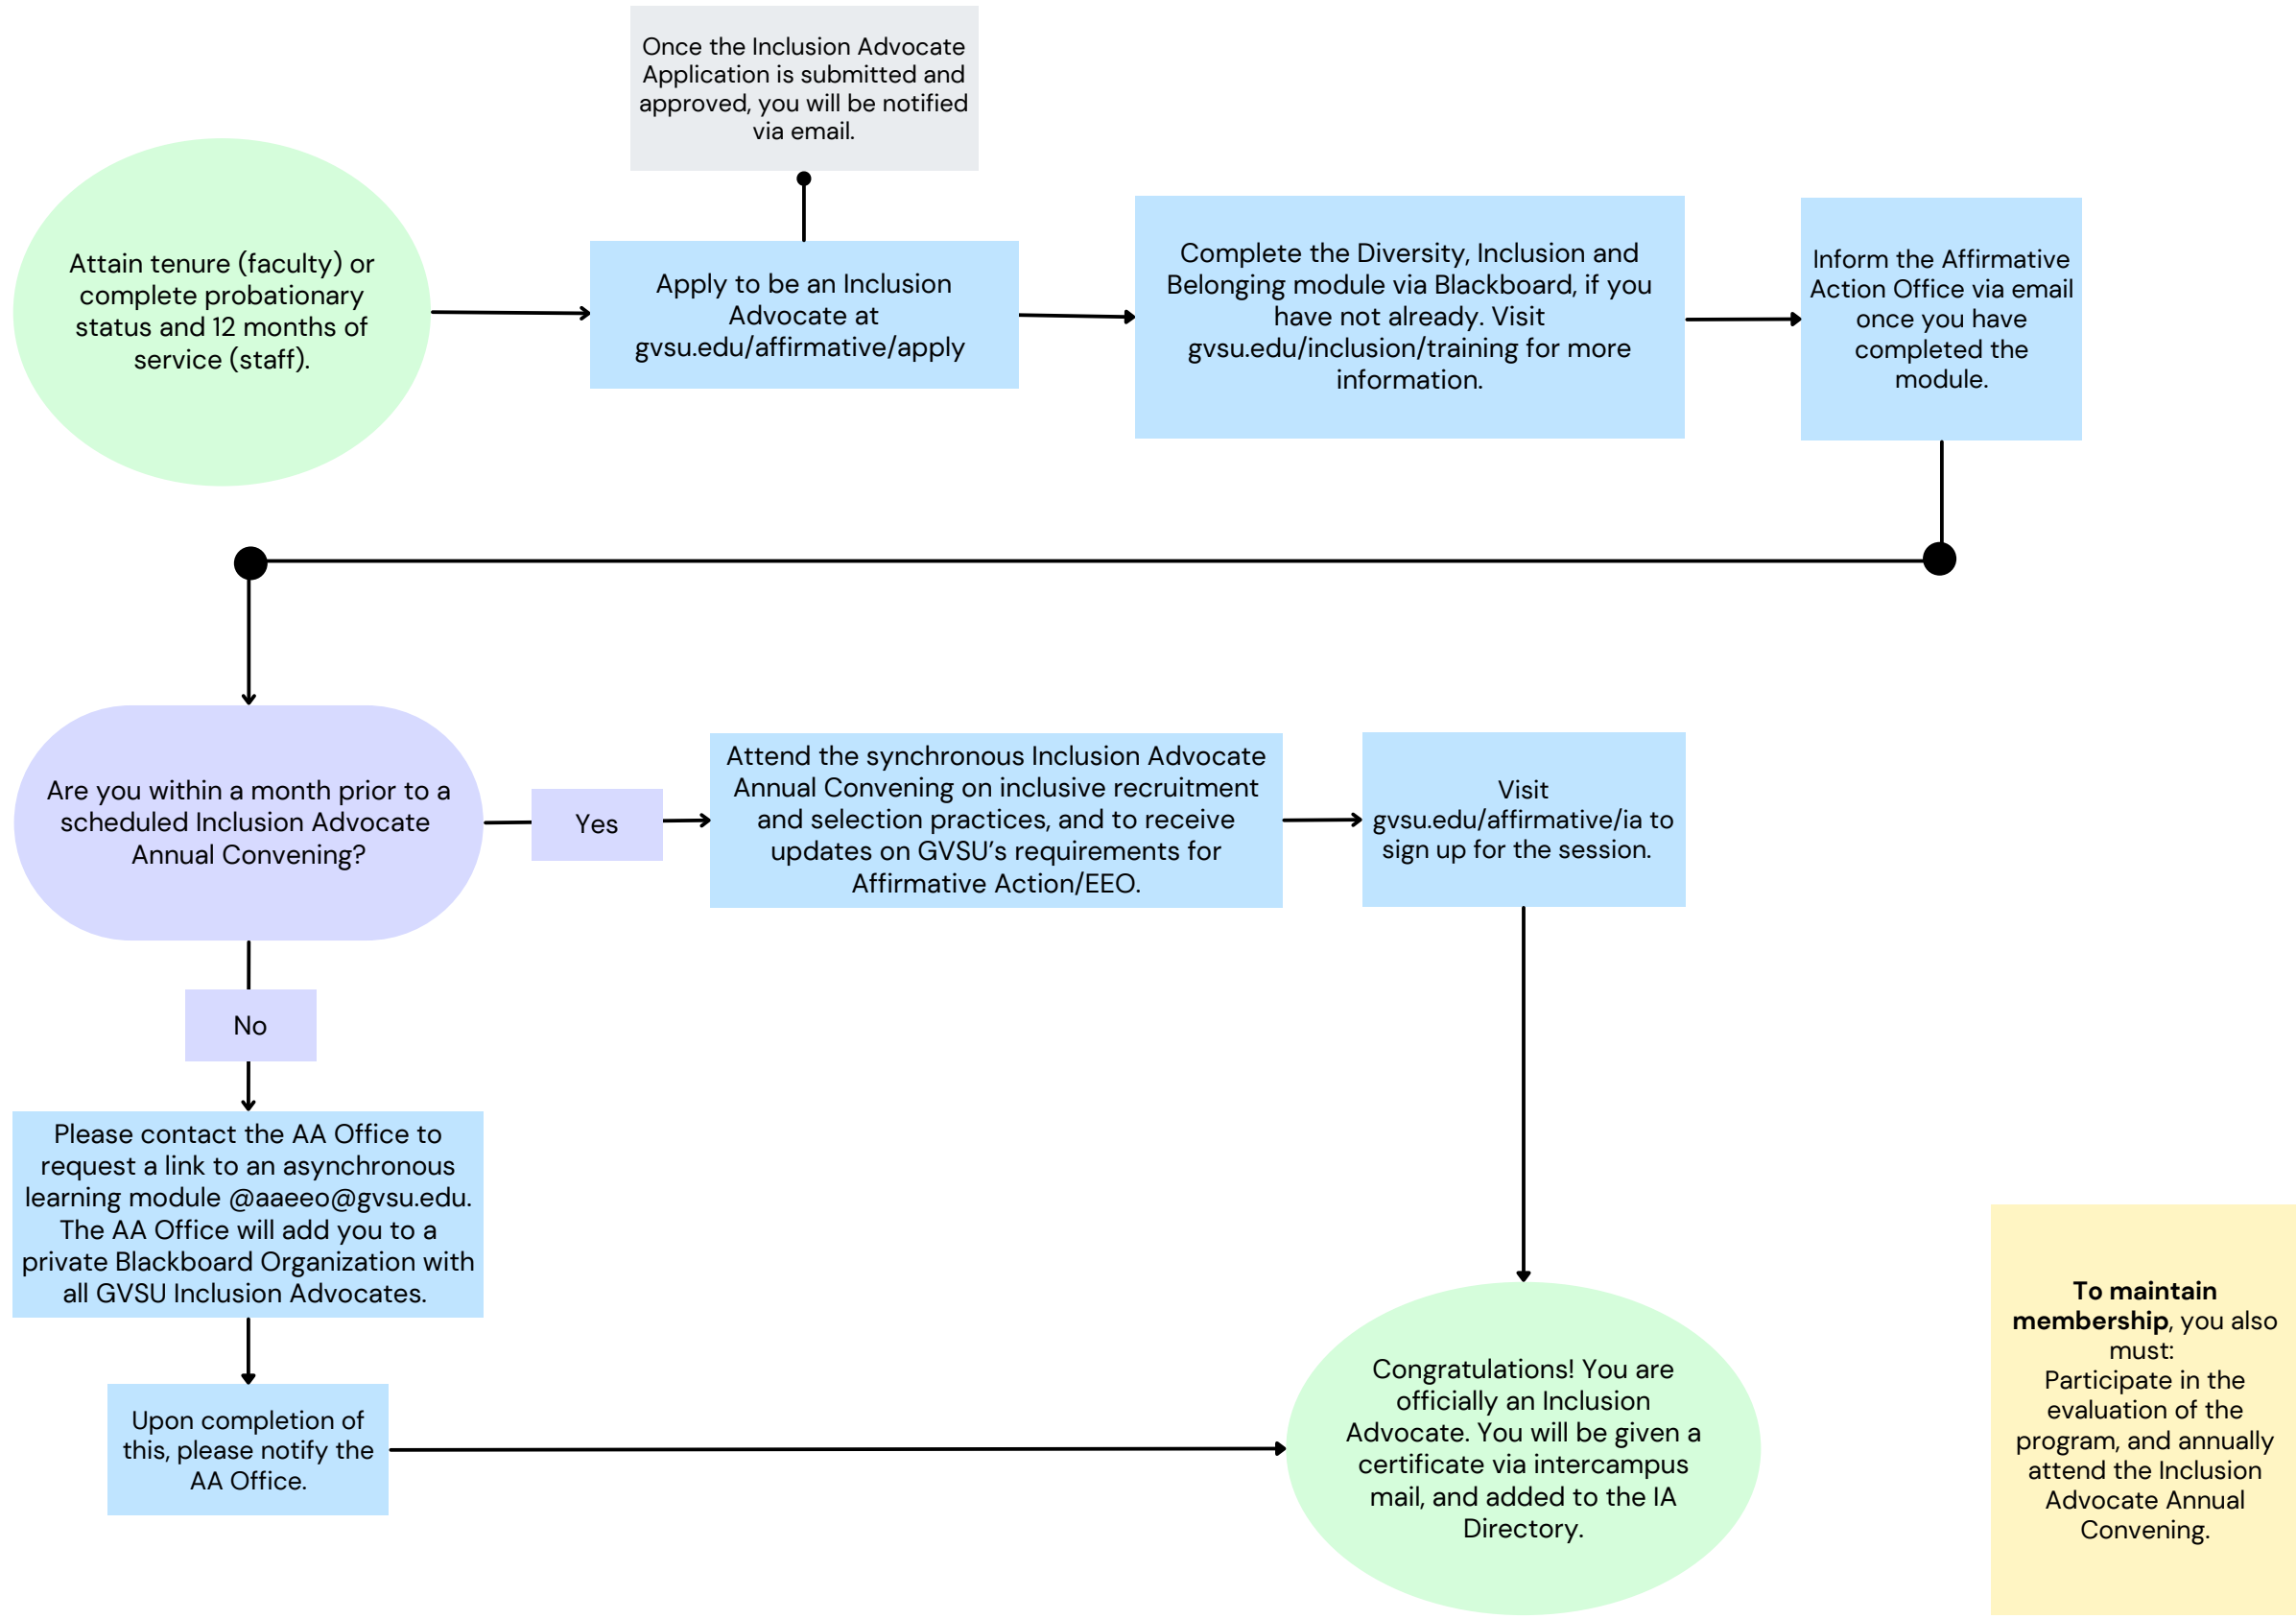 Once the Inclusion Advocate
Application is submitted and
approved, you will be notified
via email.
Attain tenure (faculty) or
complete probationary
status and 12 months of
service (staff).
Apply to be an Inclusion
Advocate at
gvsu.edu/affirmative/apply
Complete the Diversity, Inclusion and
Belonging module via Blackboard, if you
have not already. Visit
gvsu.edu/inclusion/training for more
information.
Inform the Affirmative
Action Office via email
once you have
completed the
module.
Are you within a month prior to a
scheduled Inclusion Advocate
Annual Convening?
Yes
Attend the synchronous Inclusion Advocate
Annual Convening on inclusive recruitment
and selection practices, and to receive
updates on GVSU's requirements for
Affirmative Action/EEO.
Visit
gvsu.edu/affirmative/ia to
sign up for the session.
No
Please contact the AA Office to
request a link to an asynchronous
learning module @aaeeo@gvsu.edu.
The AA Office will add you to a
private Blackboard Organization with
all GVSU Inclusion Advocates.
Upon completion of
this, please notify the
AA Office.
Congratulations! You are
officially an Inclusion
Advocate. You will be given a
certificate via intercampus
mail, and added to the IA
Directory.
To maintain
membership, you also
must:
Participate in the
evaluation of the
program, and annually
attend the Inclusion
Advocate Annual
Convening.